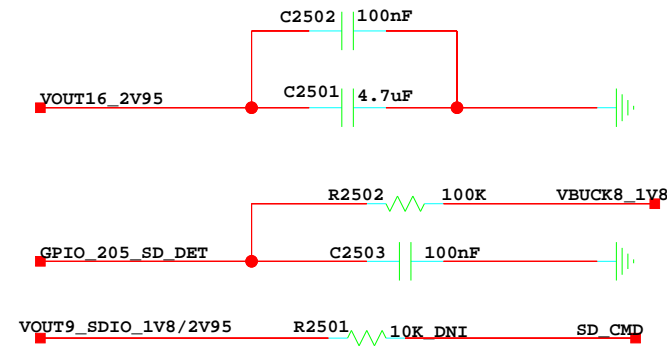 C2502 100nF
VOUT16_2V95
C2501 4.7uF
R2502 100K VBUCK8_1V8
GPIO_205_SD_DET
C2503 100nF
VOUT9_SDIO_1V8/2V95 R2501 10K_DNI SD_CMD